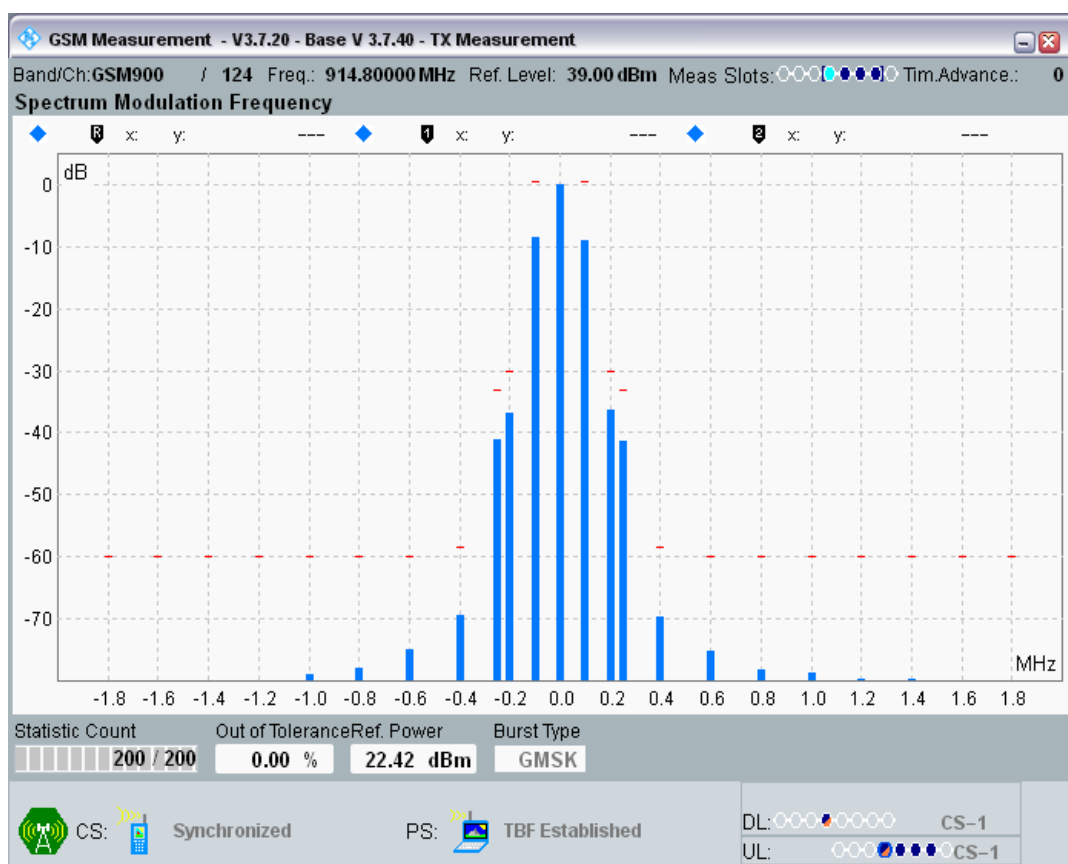 GSM Measurement - V3.7.20 - Base V 3.7.40 - TX Measurement
Band/Ch:GSM900 / 124 Freq.: 914.80000 MHz Ref. Level: 39.00 dBm Meas Slots: Tim.Advance.: 0
Spectrum Modulation Frequency
R x: y: --- 1 x: y: --- 2 x: y: ---
dB
0
-10
-20
-30
-40
-50
-60
-70
MHz
-1.8 -1.6 -1.4 -1.2 -1.0 -0.8 -0.6 -0.4 -0.2 0.0 0.2 0.4 0.6 0.8 1.0 1.2 1.4 1.6 1.8
Statistic Count Out of Tolerance Ref. Power Burst Type
200 / 200 0.00 % 22.42 dBm GMSK
CS: Synchronized PS: TBF Established
DL: CS-1
UL: CS-1